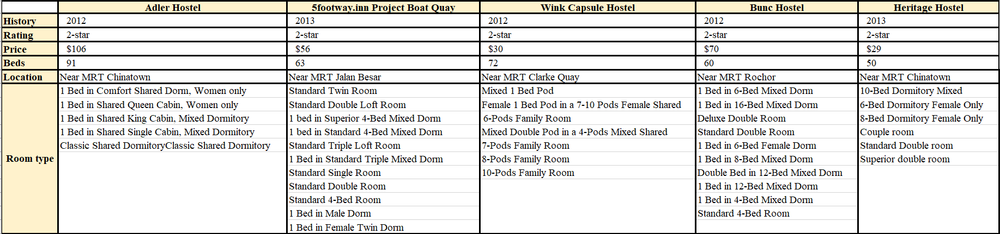 Adler Hostel 5footway.inn Project Boat Quay Wink Capsule Hostel Bunc Hostel Heritage Hostel
History 2012 2013 2012 2012 2013
Rating 2-star 2-star 2-star 2-star 2-star
Price $106 $56 $30 $70 $29
Beds 91 63 72 60 50
Location Near MRT Chinatown Near MRT Jalan Besar Near MRT Clarke Quay Near MRT Rochor Near MRT Chinatown
1 Bed in Comfort Shared Dorm, Women only Standard Twin Room Mixed 1 Bed Pod 1 Bed in 6-Bed Mixed Dorm 10-Bed Dormitory Mixed
1 Bed in Shared Queen Cabin, Women only Standard Double Loft Room Female 1 Bed Pod in a 7-10 Pods Female Shared 1 Bed in 16-Bed Mixed Dorm 6-Bed Dormitory Female Only
1 Bed in Shared King Cabin, Mixed Dormitory 1 bed in Superior 4-Bed Mixed Dorm 6-Pods Family Room Deluxe Double Room 8-Bed Dormitory Female Only
1 Bed in Shared Single Cabin, Mixed Dormitory 1 bed in Standard 4-Bed Mixed Dorm Mixed Double Pod in a 4-Pods Mixed Shared Standard Double Room Couple room
Classic Shared DormitoryClassic Shared Dormitory Standard Triple Loft Room 7-Pods Family Room 1 Bed in 6-Bed Female Dorm Standard Double room
Room type 1 Bed in Standard Triple Mixed Dorm 8-Pods Family Room 1 Bed in 8-Bed Mixed Dorm Superior double room
Standard Single Room 10-Pods Family Room Double Bed in 12-Bed Mixed Dorm
Standard Double Room 1 Bed in 12-Bed Mixed Dorm
Standard 4-Bed Room 1 Bed in 4-Bed Mixed Dorm
1 Bed in Male Dorm Standard 4-Bed Room
1 Bed in Female Twin Dorm